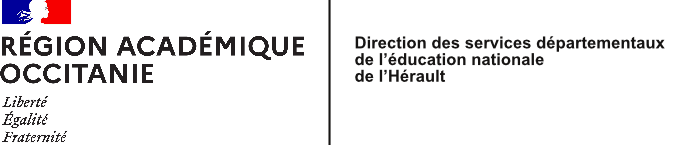 RÉGION ACADÉMIQUE
OCCITANIE
Liberté
Égalité
Fraternité
Direction des services départementaux
de l’éducation nationale
de l’Hérault